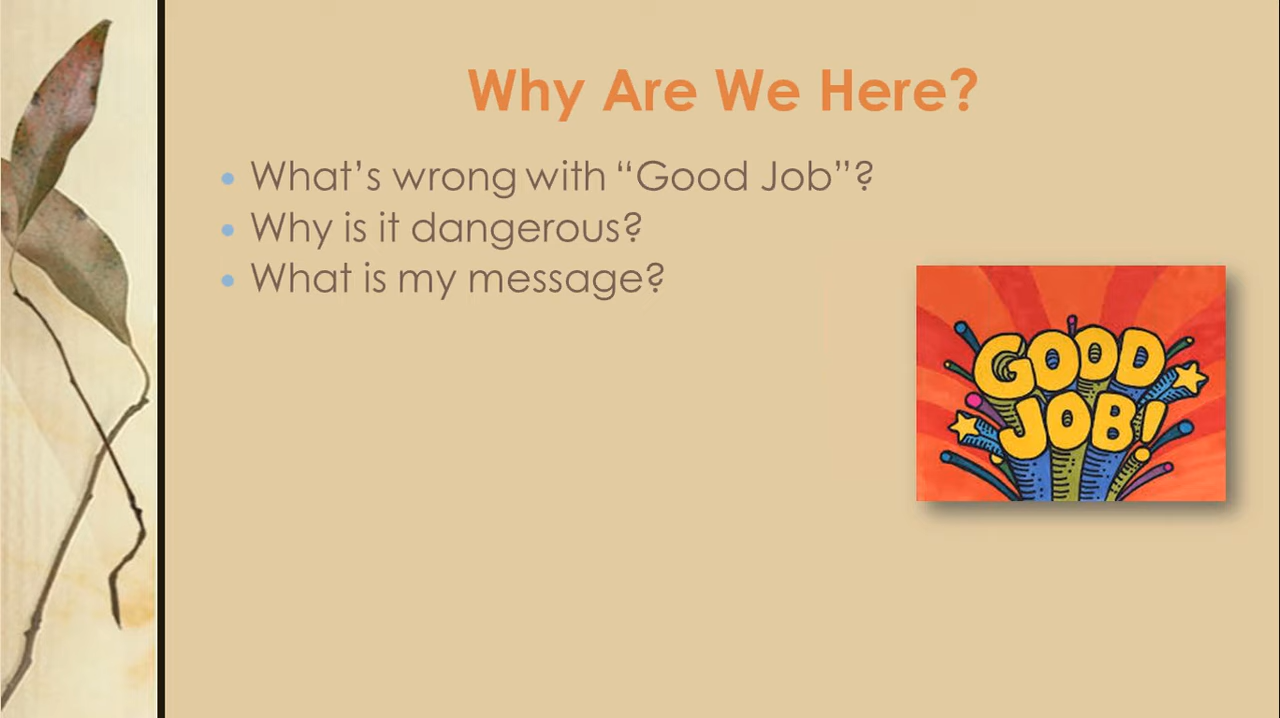 Why Are We Here?
• What’s wrong with “Good Job”?
• Why is it dangerous?
• What is my message?
GOOD
JOB!